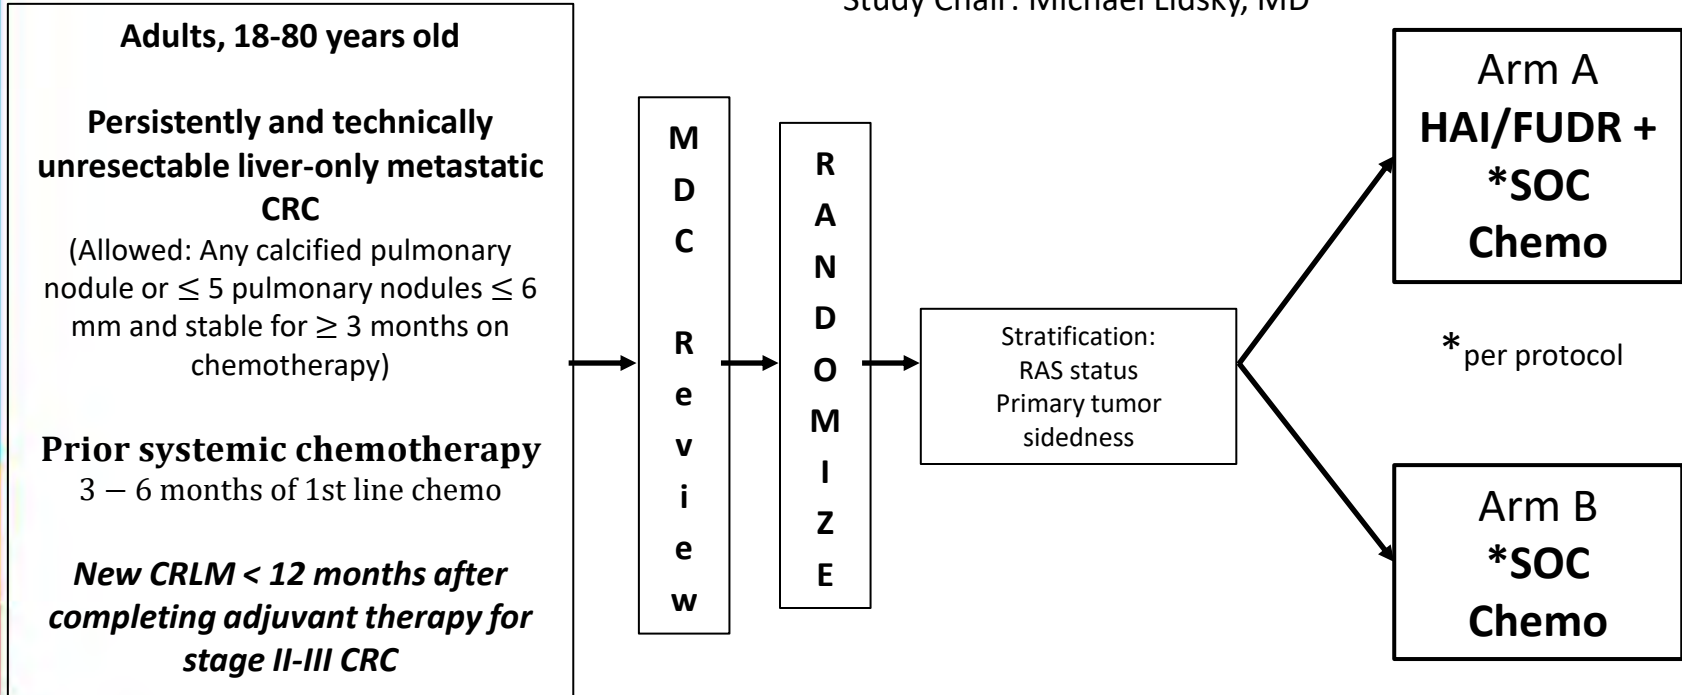 Study Chair: Michael Lidsky, MD
Adults, 18-80 years old
Persistently and technically
unresectable liver-only metastatic
CRC
(Allowed: Any calcified pulmonary
nodule or ≤ 5 pulmonary nodules ≤ 6
mm and stable for ≥ 3 months on
chemotherapy)
Prior systemic chemotherapy
3 – 6 months of 1st line chemo
New CRLM < 12 months after
completing adjuvant therapy for
stage II-III CRC
MDC Review
RANDOMIZE
Stratification:
RAS status
Primary tumor
sidedness
Arm A
HAI/FUDR +
*SOC
Chemo
*per protocol
Arm B
*SOC
Chemo